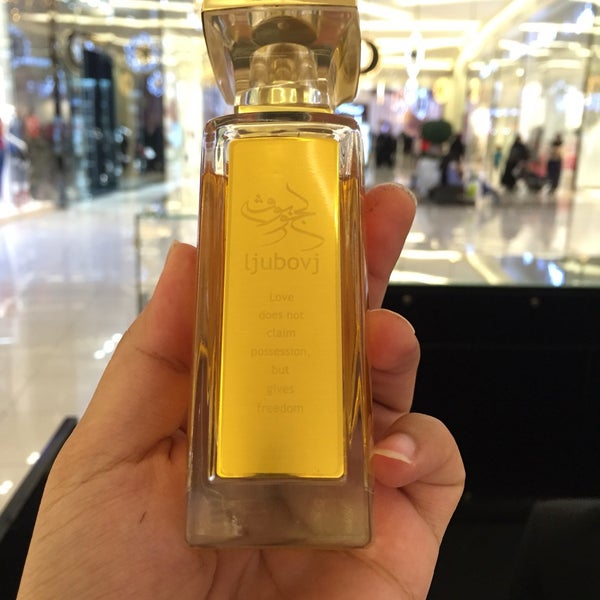 ljubovj
Love
does not
claim
possession,
but
gives
freedom